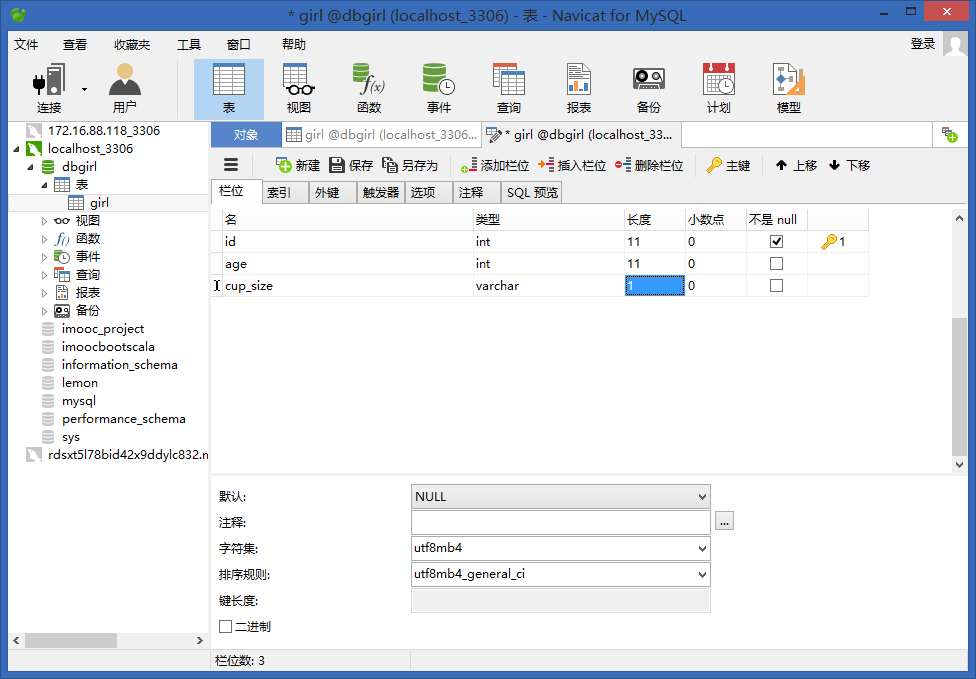 * girl @dbgirl (localhost_3306) - 表 - Navicat for MySQL
文件 查看 收藏夹 工具 窗口 帮助 登录
连接 用户 表 视图 函数 事件 查询 报表 备份 计划 模型
172.16.88.118_3306
localhost_3306
dbgirl
表
girl
视图
函数
事件
查询
报表
备份
imooc_project
imoocbootscala
information_schema
lemon
mysql
performance_schema
sys
rdsxt5l78bid42x9ddylc832.m
对象 girl @dbgirl (localhost_3306... * girl @dbgirl (localhost_33...
新建 保存 另存为 添加栏位 插入栏位 删除栏位 主键 上移 下移
栏位 索引 外键 触发器 选项 注释 SQL 预览
名 类型 长度 小数点 不是 null
id int 11 0 1
age int 11 0
cup_size varchar 1 0
默认: NULL
注释: ...
字符集: utf8mb4
排序规则: utf8mb4_general_ci
键长度:
二进制
栏位数: 3